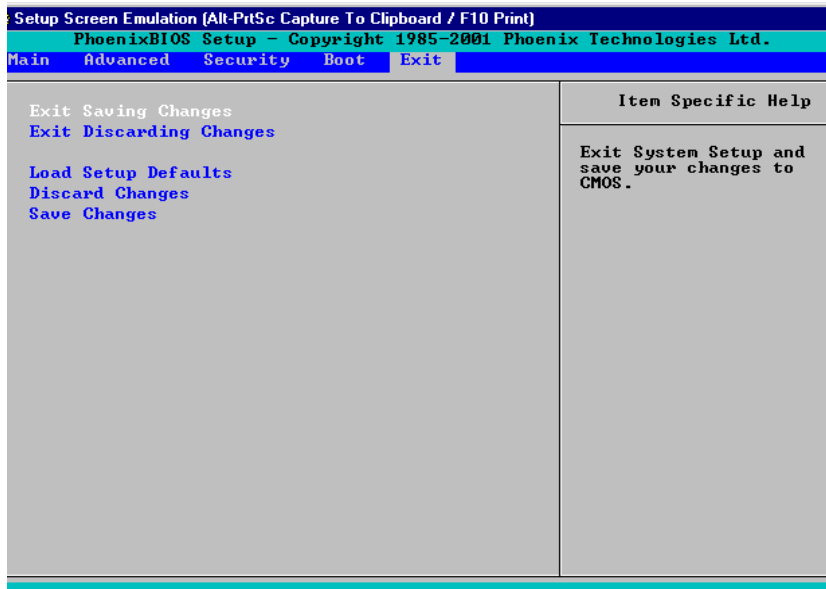 Setup Screen Emulation (Alt-PrtSc Capture To Clipboard / F10 Print)
PhoenixBIOS Setup - Copyright 1985-2001 Phoenix Technologies Ltd.
Main Advanced Security Boot Exit
Exit Saving Changes
Exit Discarding Changes
Load Setup Defaults
Discard Changes
Save Changes
Item Specific Help
Exit System Setup and
save your changes to
CMOS.